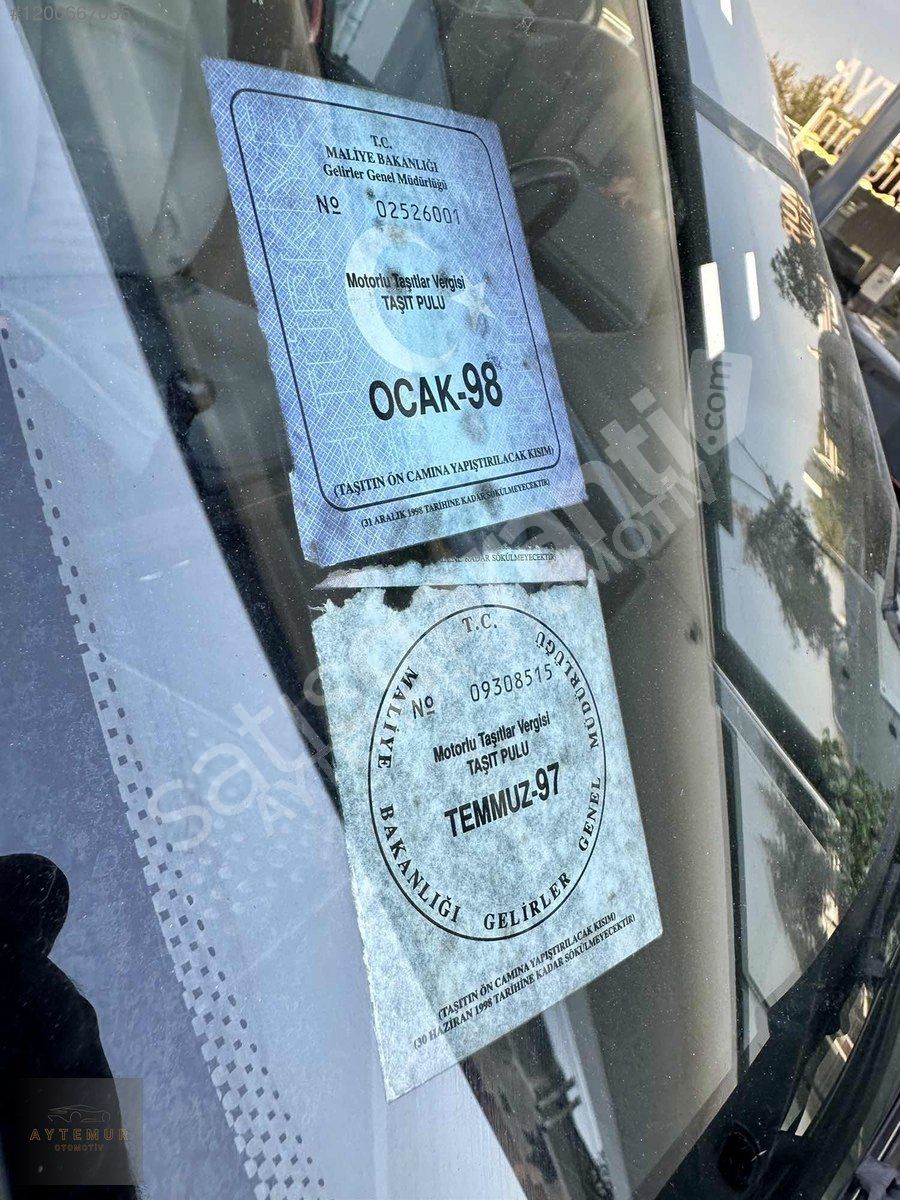 T.C.
MALİYE BAKANLIĞI
Gelirler Genel Müdürlüğü
Nº 02526001
Motorlu Taşıtlar Vergisi
TAŞIT PULU
OCAK-98
(TAŞITIN ÖN CAMINA YAPIŞTIRILACAK KISIM)
(31 ARALIK 1998 TARİHİNE KADAR SÖKÜLMEYECEKTİR)
KADAR SÖKÜLMEYECEKTİR)
T.C.
MALİYE BAKANLIĞI GELİRLER GENEL MÜDÜRLÜĞÜ
Nº 09308515
Motorlu Taşıtlar Vergisi
TAŞIT PULU
TEMMUZ-97
(TAŞITIN ÖN CAMINA YAPIŞTIRILACAK KISIM)
(30 HAZİRAN 1998 TARİHİNE KADAR SÖKÜLMEYECEKTİR)
AYTEMUR
OTOMOTİV